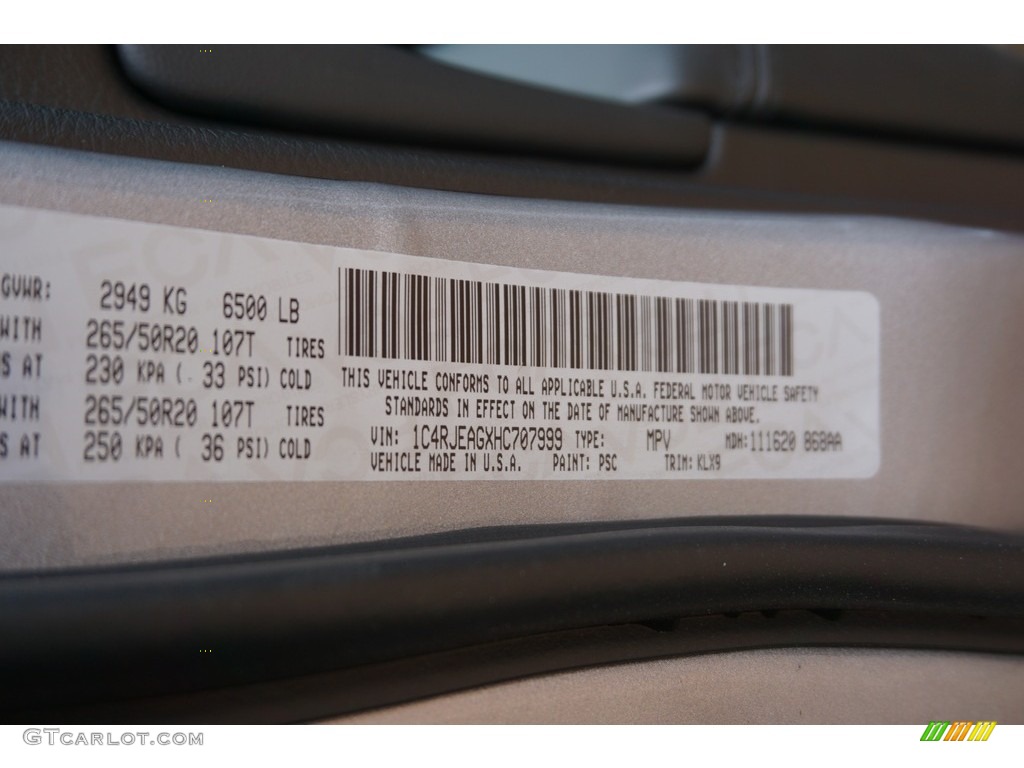 GVWR: 2949 KG 6500 LB
WITH 265/50R20 107T TIRES
S AT 230 KPA ( 33 PSI) COLD
WITH 265/50R20 107T TIRES
S AT 250 KPA ( 36 PSI) COLD
THIS VEHICLE CONFORMS TO ALL APPLICABLE U.S.A. FEDERAL MOTOR VEHICLE SAFETY
STANDARDS IN EFFECT ON THE DATE OF MANUFACTURE SHOWN ABOVE.
VIN: 1C4RJEAGXHC707999 TYPE: MPV MDH:111620 868AA
VEHICLE MADE IN U.S.A. PAINT: PSC TRIM: KLX9
GTCARLOT.COM